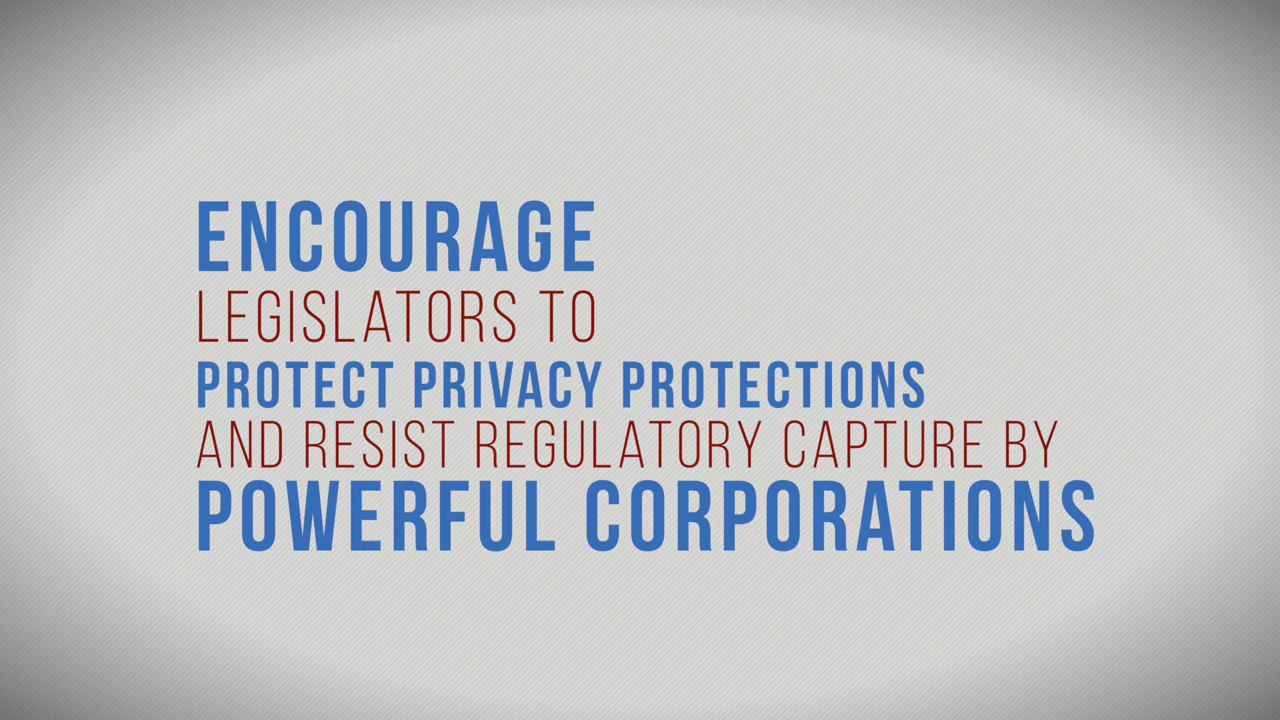 ENCOURAGE
LEGISLATORS TO
PROTECT PRIVACY PROTECTIONS
AND RESIST REGULATORY CAPTURE BY
POWERFUL CORPORATIONS